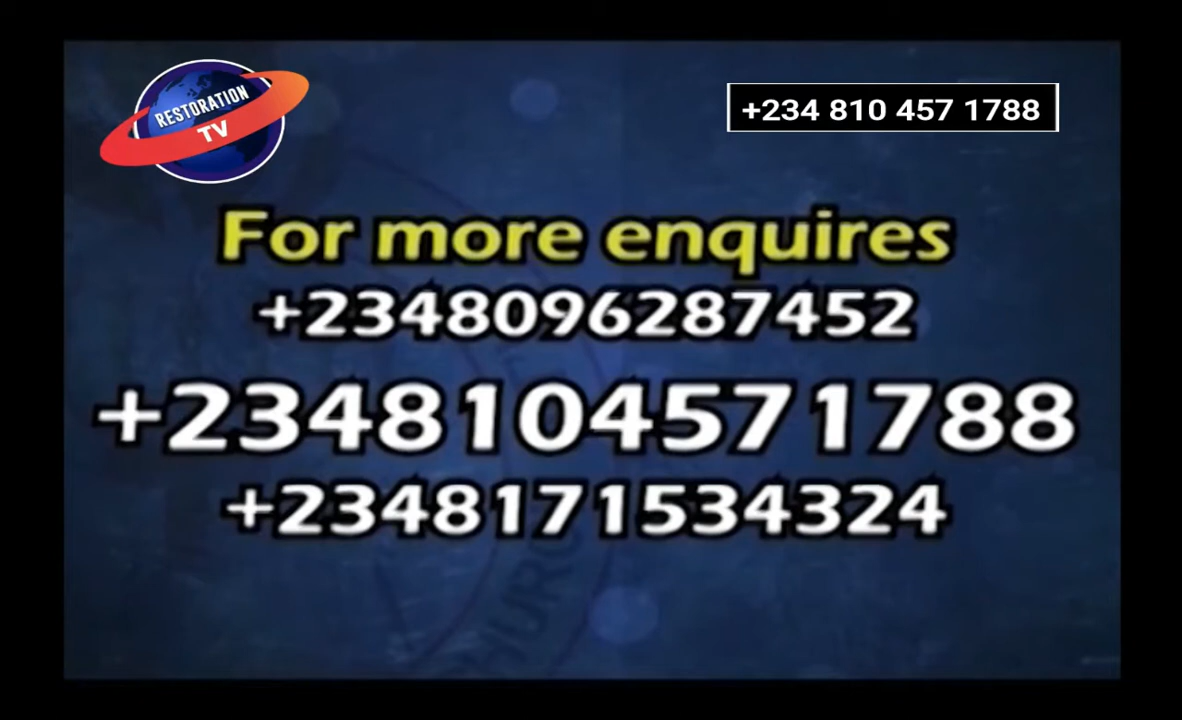 RESTORATION
TV
+234 810 457 1788
For more enquires
+2348096287452
+2348104571788
+2348171534324